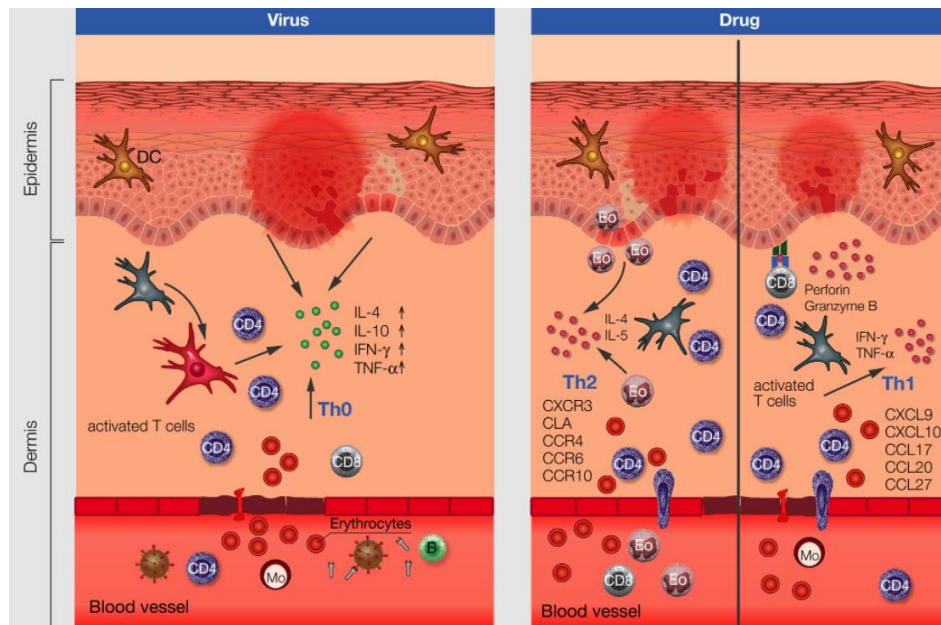 Virus
Drug
Epidermis
Dermis
DC
CD4
IL-4
IL-10
IFN-γ
TNF-α
Th0
CD4
activated T cells
CD4
CD8
Erythrocytes
B
CD4
Mo
Blood vessel
Eo
Eo
Eo
CD4
IL-4
IL-5
CD4
Th2
Eo
CXCR3
CLA
CCR4
CCR6
CCR10
CD4
CD4
Eo
CD8
Eo
Blood vessel
CD8
Perforin
Granzyme B
CD4
IFN-γ
TNF-α
activated
T cells
Th1
CXCL9
CXCL10
CCL17
CCL20
CCL27
CD4
CD4
Mo
CD4